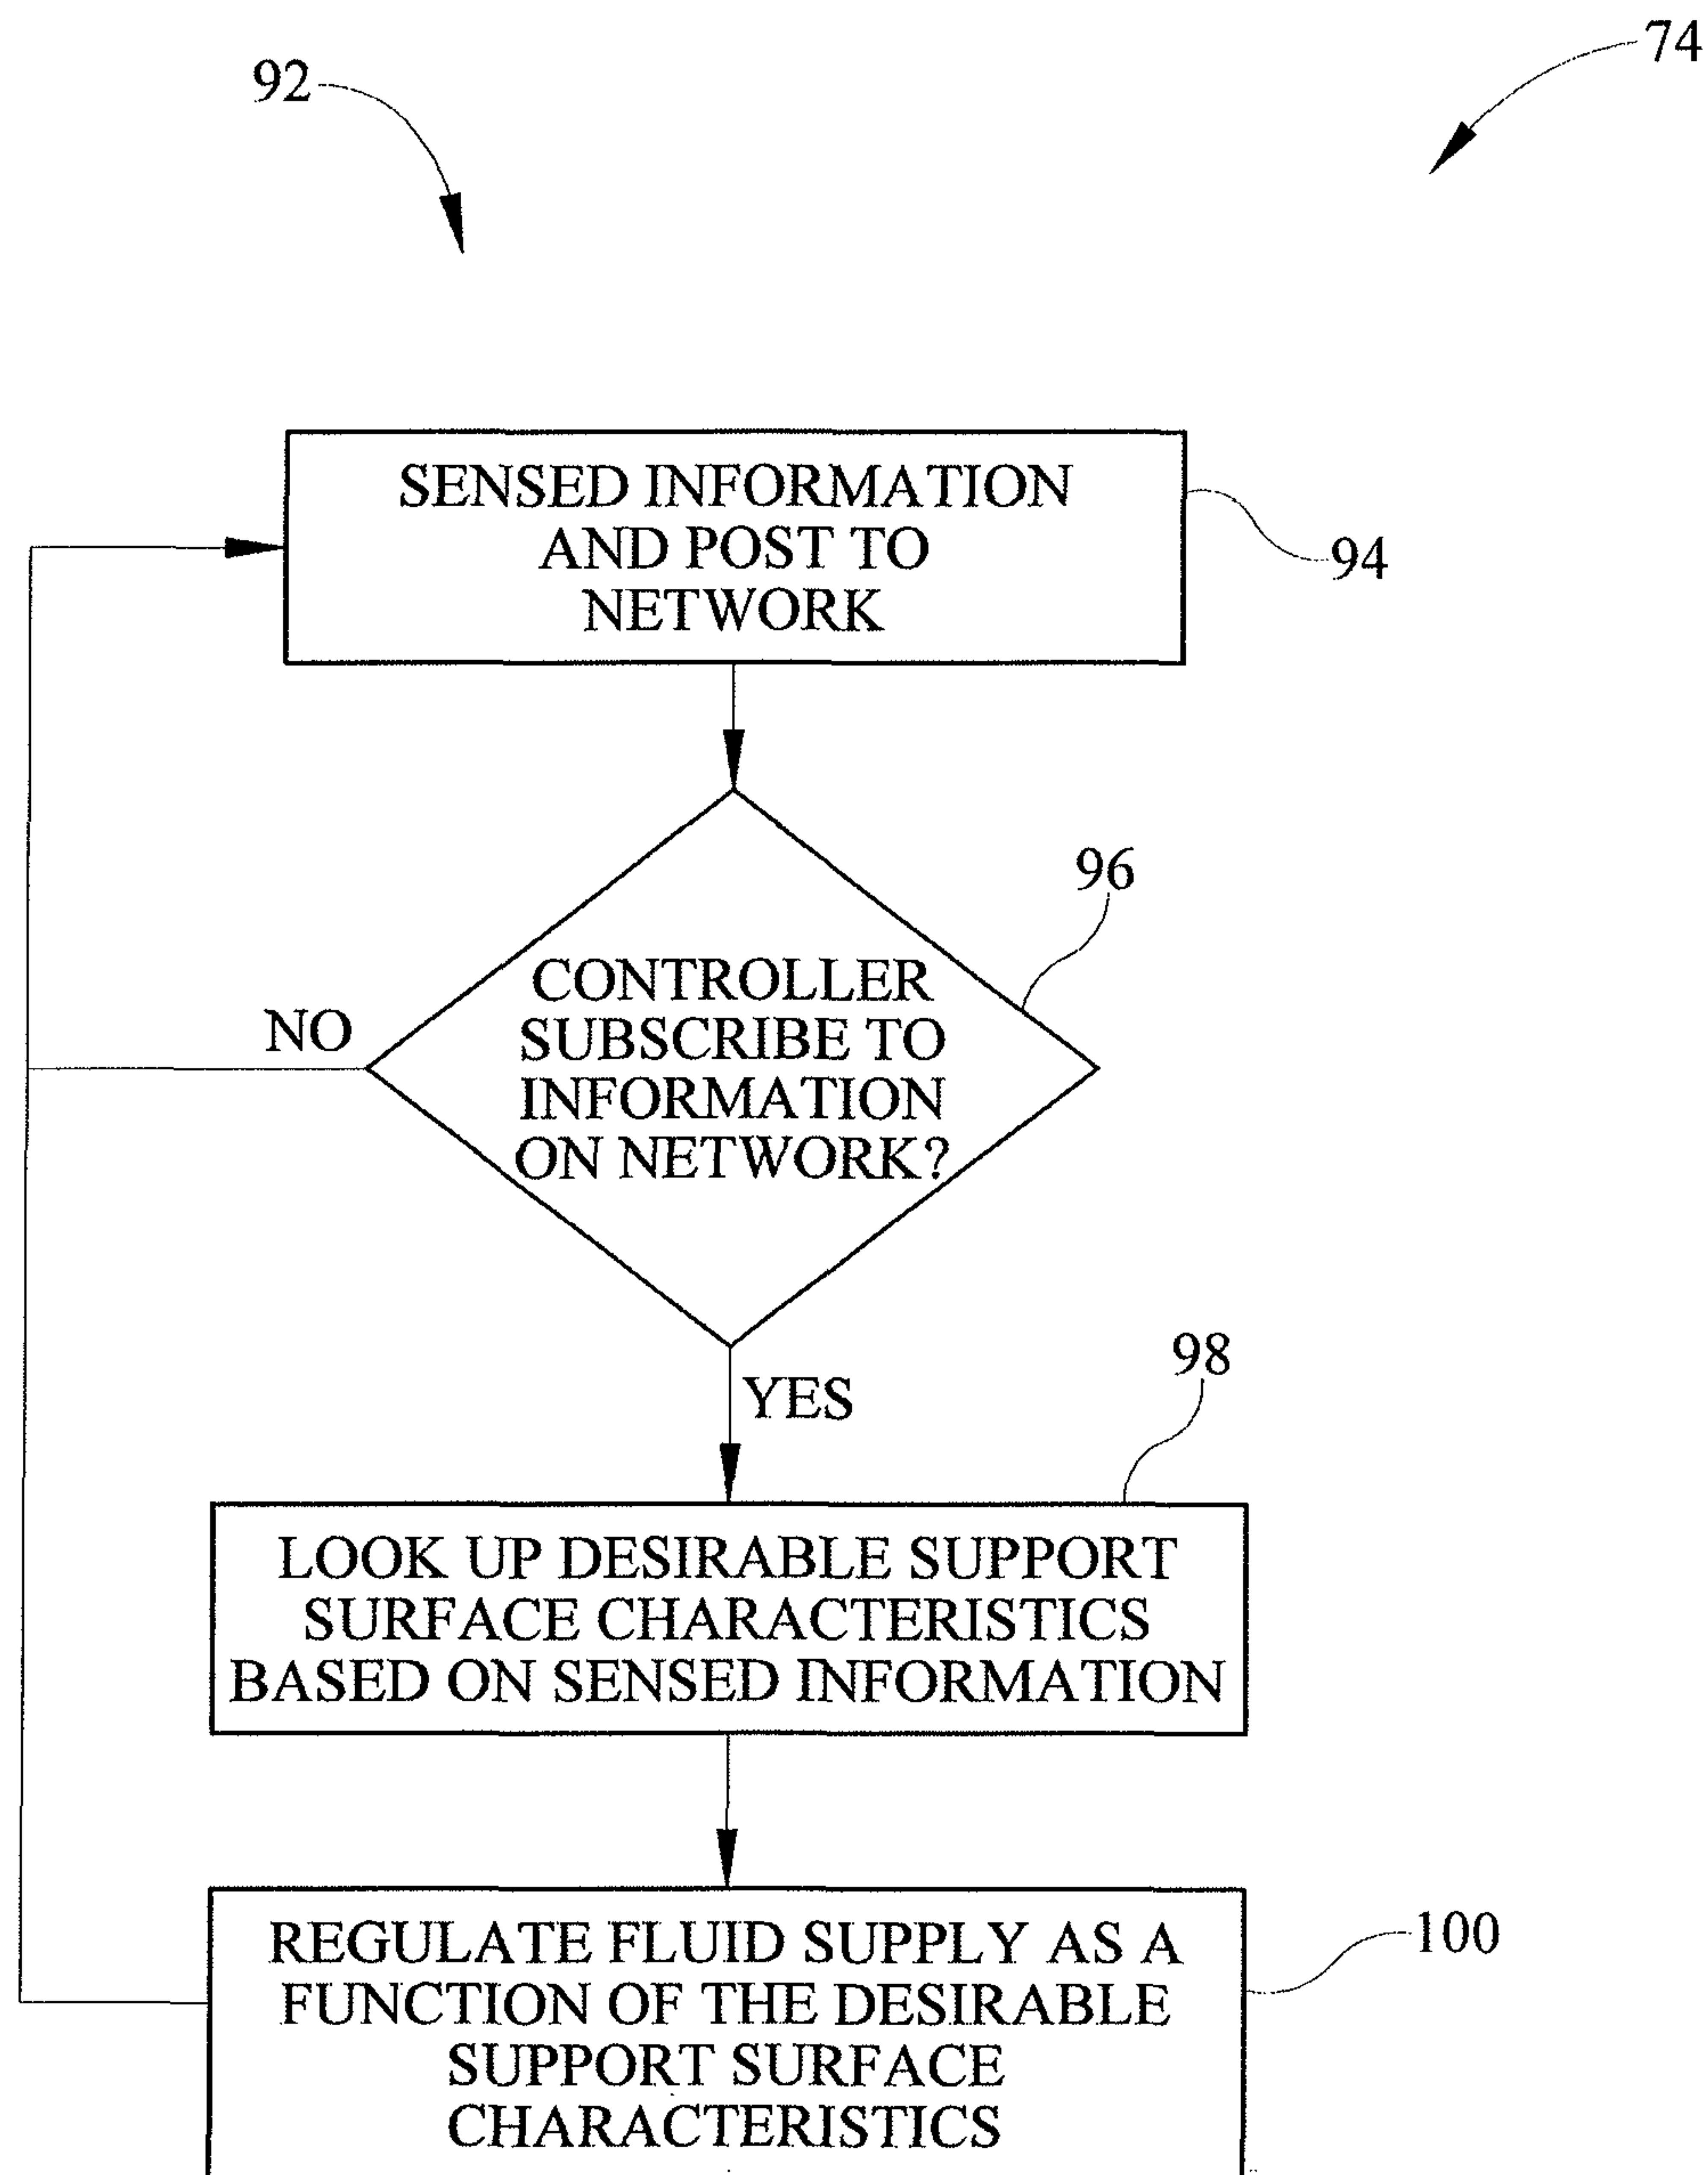 74
92
SENSED INFORMATION
AND POST TO
NETWORK
94
96
CONTROLLER
SUBSCRIBE TO
INFORMATION
ON NETWORK?
NO
YES
98
LOOK UP DESIRABLE SUPPORT
SURFACE CHARACTERISTICS
BASED ON SENSED INFORMATION
REGULATE FLUID SUPPLY AS A
FUNCTION OF THE DESIRABLE
SUPPORT SURFACE
CHARACTERISTICS
100